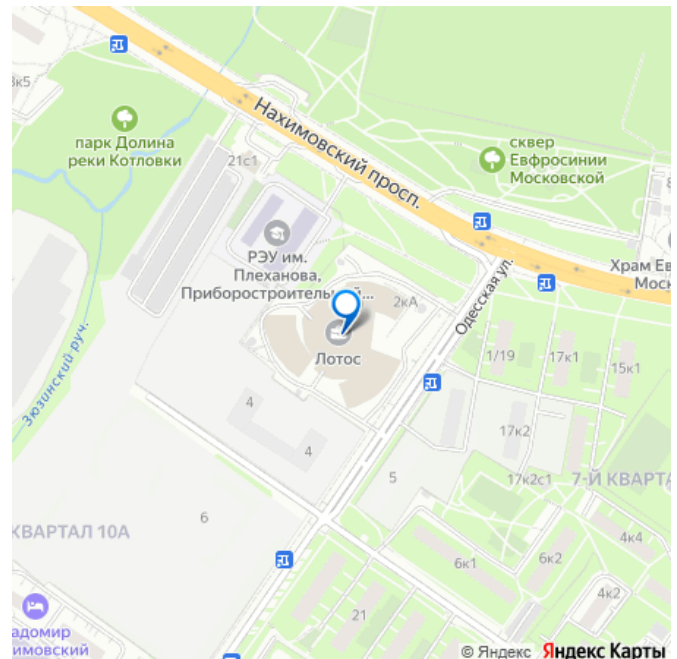 3к5
парк Долина
реки Котловки
21с1
Нахимовский просп.
сквер
Евфросинии
Московской
РЭУ им.
Плеханова,
Приборостроительный...
2кА
Лотос
Одесская ул.
Храм Ев
Моск
1/19
17к1
15к1
Зюзинский руч.
4
4
17к2
5
17к2с1
7-Й КВАРТА
6
КВАРТАЛ 10А
6к1
6к2
4к4
4к2
21
адомир
имовский
© Яндекс Яндекс Карты